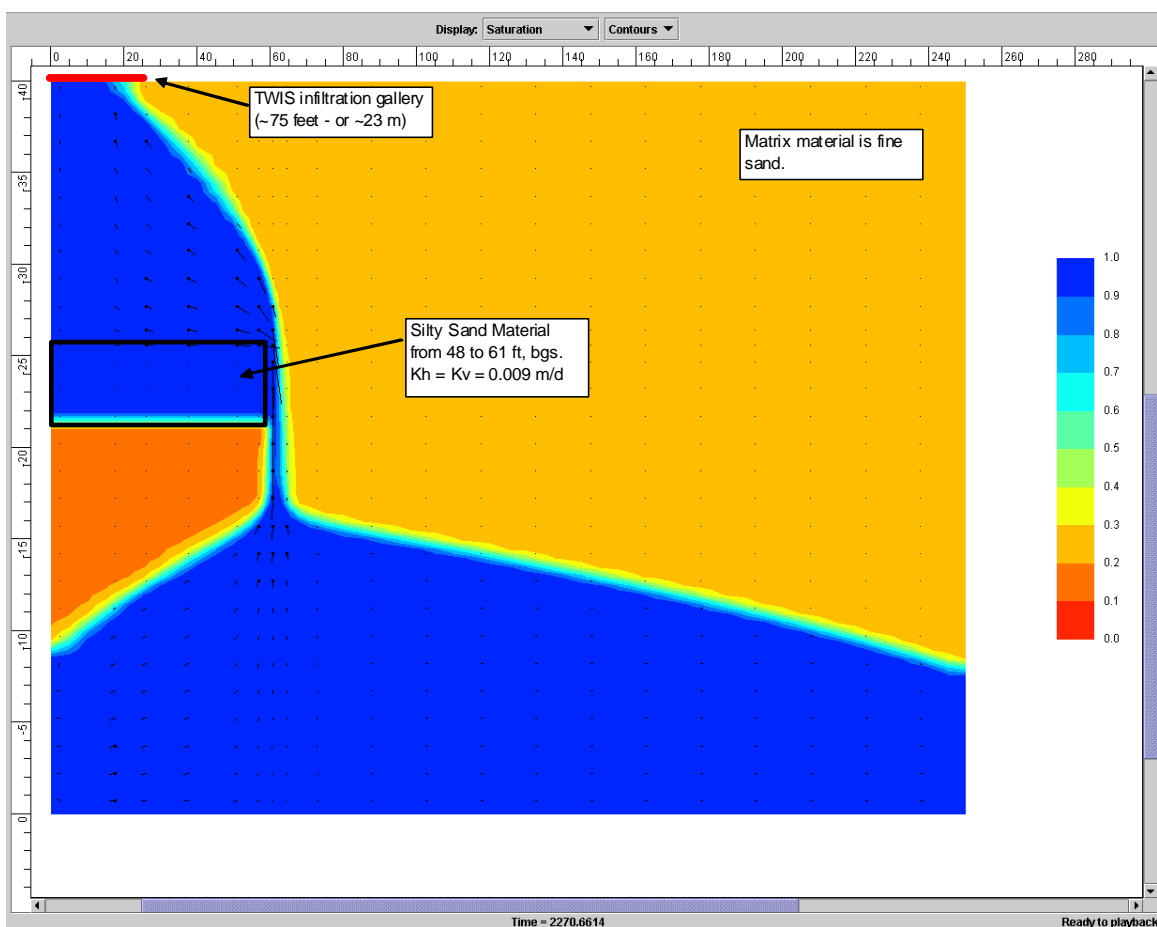 Display: Saturation Contours
0 20 40 60 80 100 120 140 160 180 200 220 240 260 280
40
35
30
25
20
15
10
5
0
TWIS infiltration gallery
(~75 feet - or ~23 m)
Matrix material is fine
sand.
Silty Sand Material
from 48 to 61 ft, bgs.
Kh = Kv = 0.009 m/d
1.0
0.9
0.8
0.7
0.6
0.5
0.4
0.3
0.2
0.1
0.0
Time = 2270.6614 Ready to playback